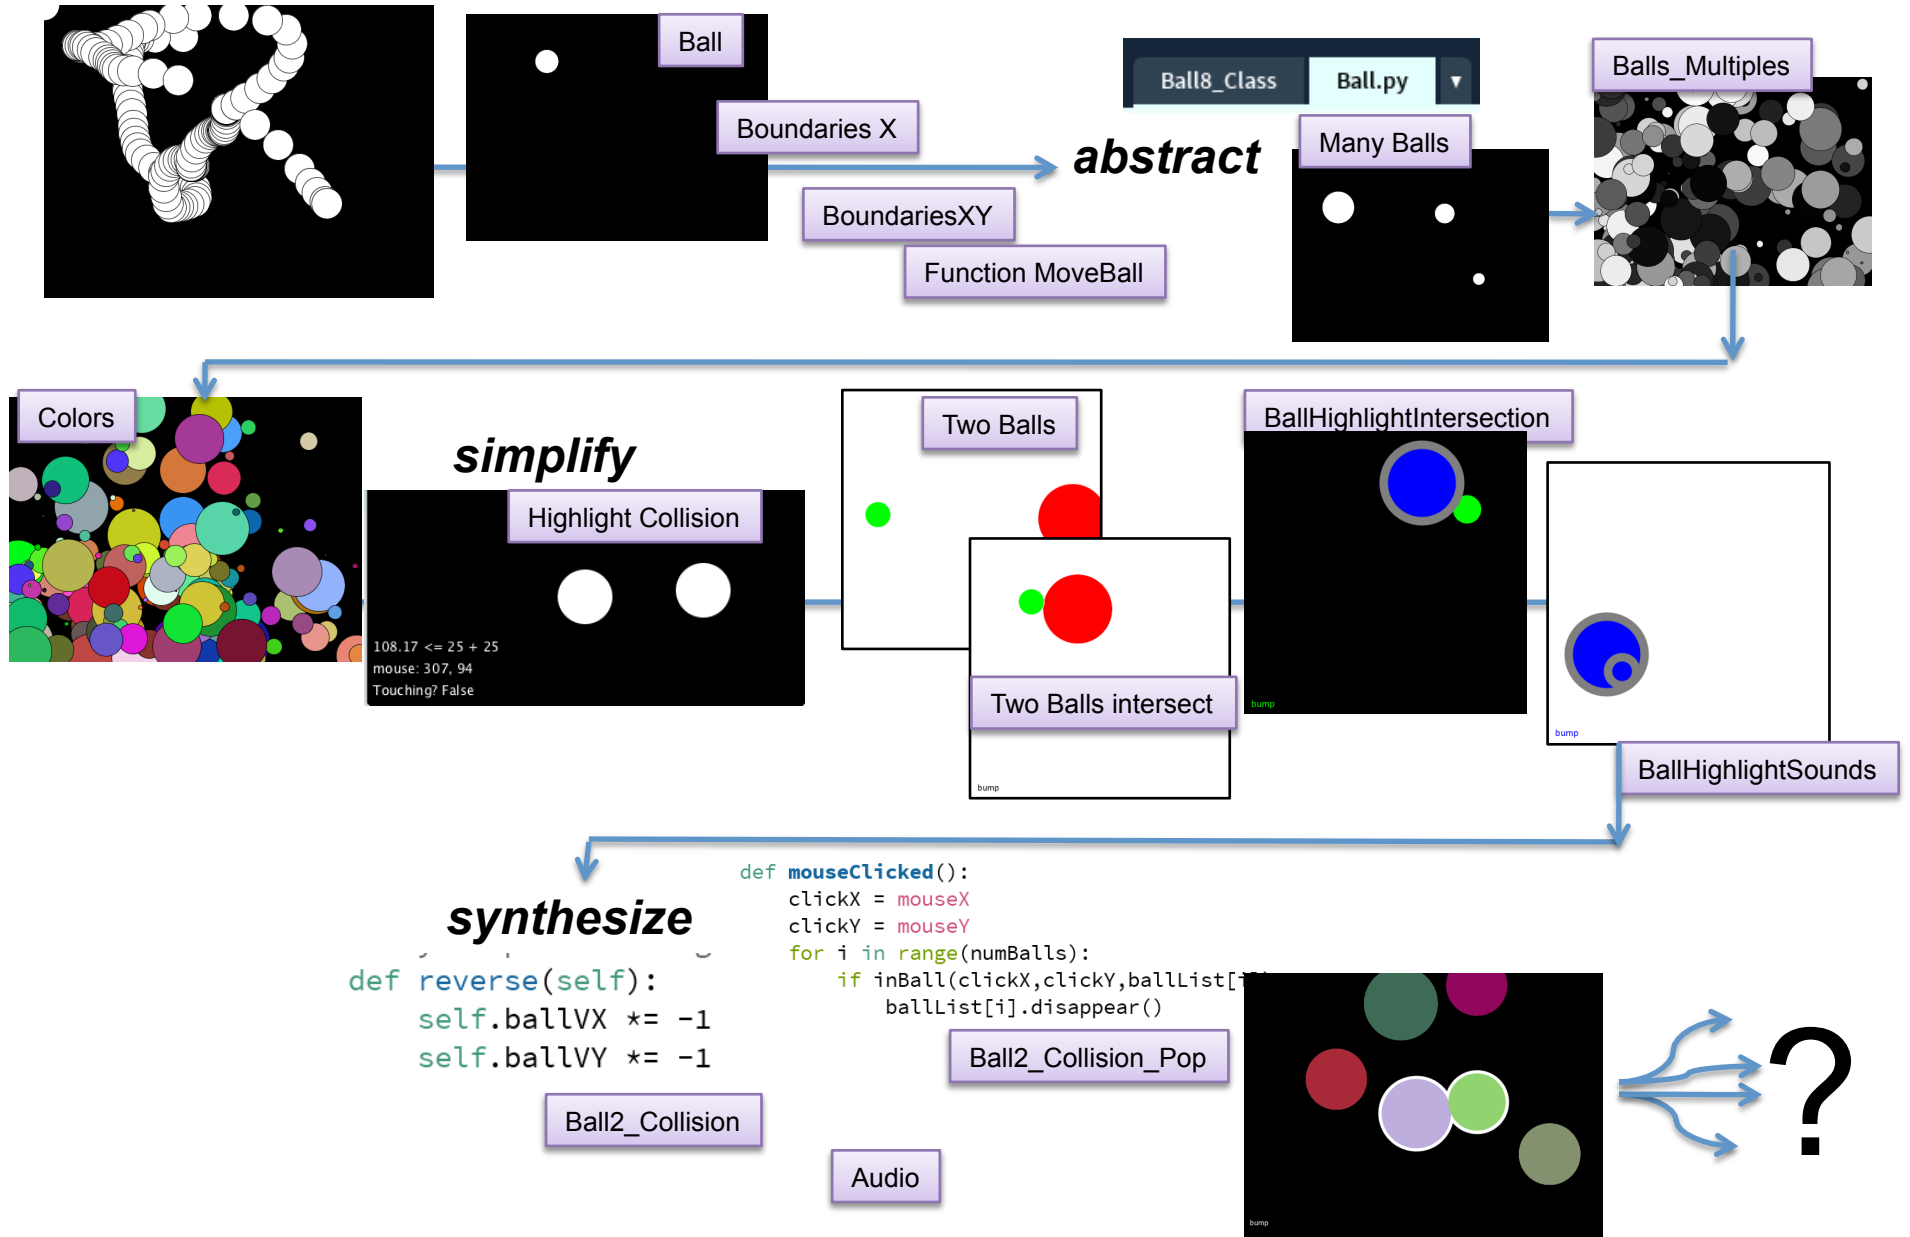 Ball
Boundaries X
BoundariesXY
Function MoveBall
abstract
Ball8_Class
Ball.py
Many Balls
Balls_Multiples
Colors
simplify
Highlight Collision
108.17 <= 25 + 25
mouse: 307, 94
Touching? False
Two Balls
Two Balls intersect
bump
BallHighlightIntersection
bump
bump
BallHighlightSounds
synthesize
def reverse(self):
self.ballVX *= -1
self.ballVY *= -1
Ball2_Collision
def mouseClicked():
clickX = mouseX
clickY = mouseY
for i in range(numBalls):
if inBall(clickX,clickY,ballList[i
ballList[i].disappear()
Ball2_Collision_Pop
Audio
bump
?